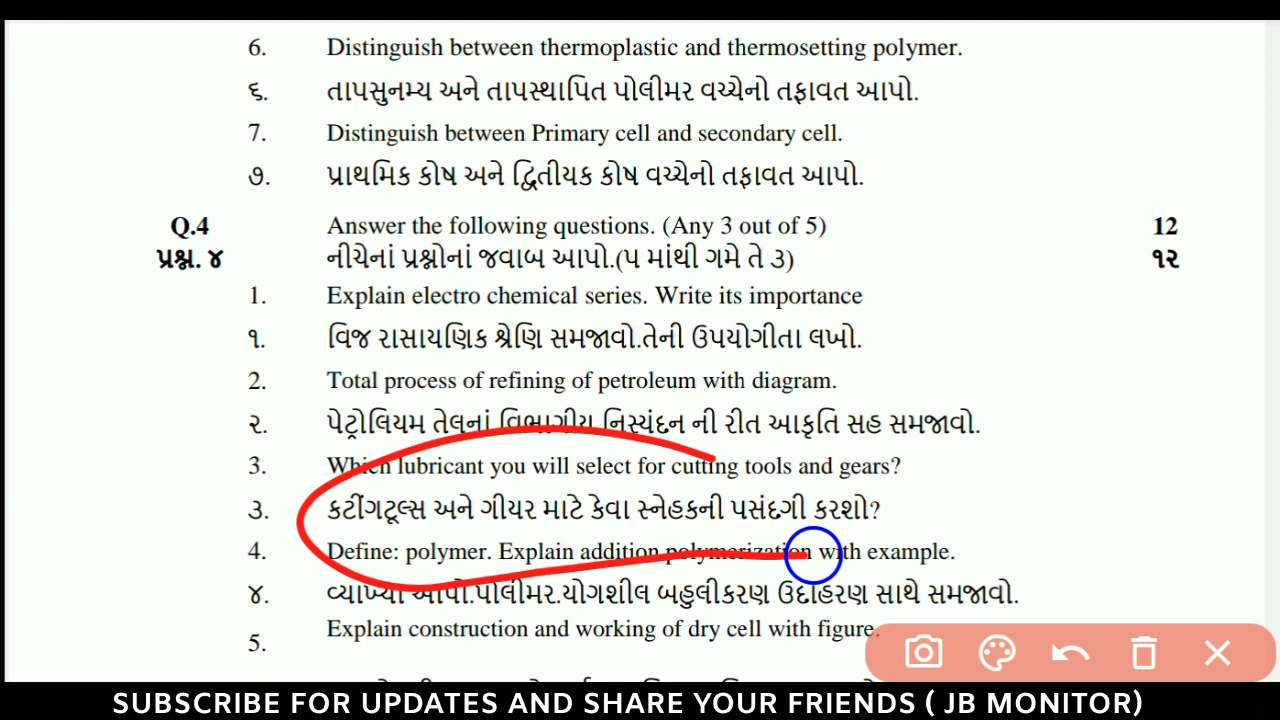 6. Distinguish between thermoplastic and thermosetting polymer.
૬. તાપસુનમ્ય અને તાપસ્થાપિત પોલીમર વચ્ચેનો તફાવત આપો.
7. Distinguish between Primary cell and secondary cell.
૭. પ્રાથમિક કોષ અને દ્વિતીયક કોષ વચ્ચેનો તફાવત આપો.
Q.4 Answer the following questions. (Any 3 out of 5) 12
પ્રશ્ન. ૪ નીચેનાં પ્રશ્નોનાં જવાબ આપો.(૫ માંથી ગમે તે ૩) ૧૨
1. Explain electro chemical series. Write its importance
૧. વિજ રાસાયણિક શ્રેણિ સમજાવો.તેની ઉપયોગીતા લખો.
2. Total process of refining of petroleum with diagram.
૨. પેટ્રોલિયમ તેલનાં વિભાગીય નિસ્યંદન ની રીત આકૃતિ સહ સમજાવો.
3. Which lubricant you will select for cutting tools and gears?
૩. કટીંગટૂલ્સ અને ગીયર માટે કેવા સ્નેહકની પસંદગી કરશો?
4. Define: polymer. Explain addition polymerization with example.
૪. વ્યાખ્યા આપો.પોલીમર.યોગશીલ બહુલીકરણ ઉદાહરણ સાથે સમજાવો.
5. Explain construction and working of dry cell with figure.
SUBSCRIBE FOR UPDATES AND SHARE YOUR FRIENDS ( JB MONITOR)